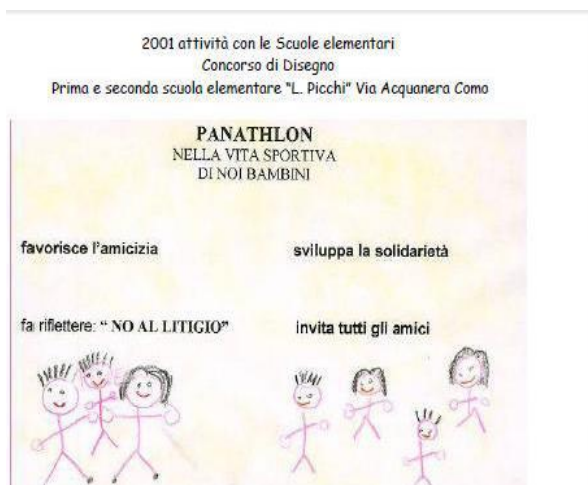 2001 attività con le Scuole elementari
Concorso di Disegno
Prima e seconda scuola elementare "L. Picchi" Via Acquanera Como
PANATHLON
NELLA VITA SPORTIVA
DI NOI BAMBINI
favorisce l'amicizia
sviluppa la solidarietà
fa riflettere: " NO AL LITIGIO"
invita tutti gli amici